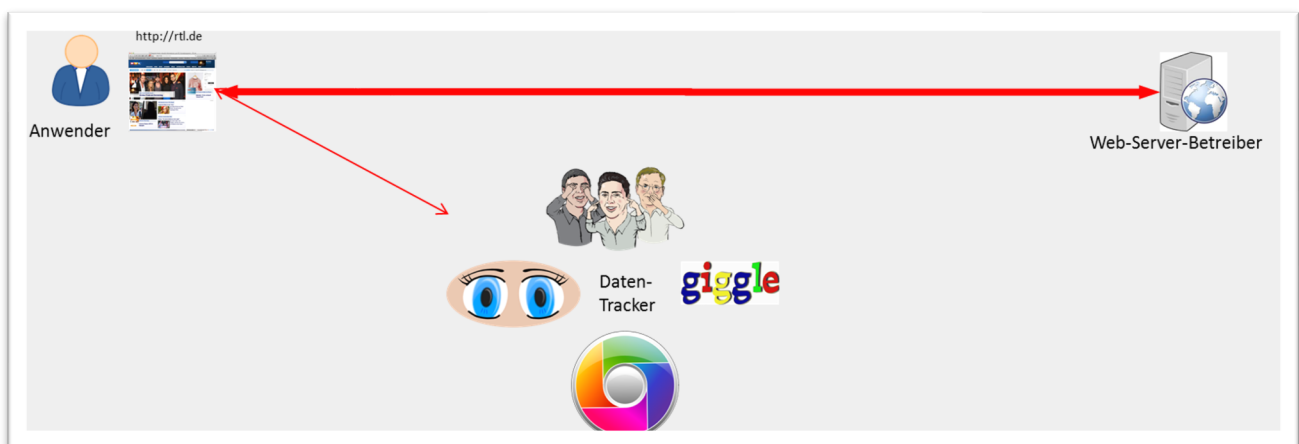 http://rtl.de
Anwender
Web-Server-Betreiber
Daten-
Tracker
giggle